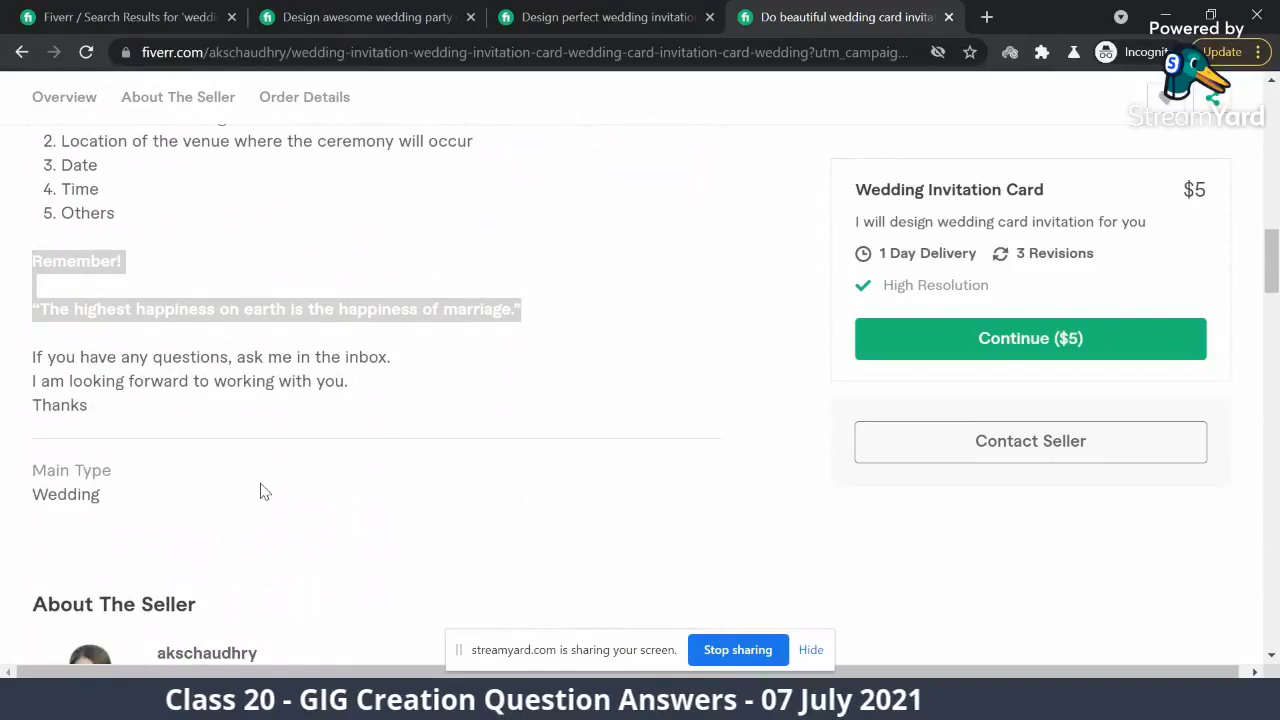 Fiverr / Search Results for 'weddi
Design awesome wedding party
Design perfect wedding invitatio
Do beautiful wedding card invita
Powered by
fiverr.com/akschaudhry/wedding-invitation-wedding-invitation-card-wedding-card-invitation-card-wedding?utm_campaig...
Incognit
Update
StreamYard
Overview
About The Seller
Order Details
2. Location of the venue where the ceremony will occur
3. Date
4. Time
5. Others
Remember!
“The highest happiness on earth is the happiness of marriage.”
If you have any questions, ask me in the inbox.
I am looking forward to working with you.
Thanks
Main Type
Wedding
Wedding Invitation Card $5
I will design wedding card invitation for you
1 Day Delivery 3 Revisions
High Resolution
Continue ($5)
Contact Seller
About The Seller
akschaudhry
streamyard.com is sharing your screen.
Stop sharing
Hide
Class 20 - GIG Creation Question Answers - 07 July 2021